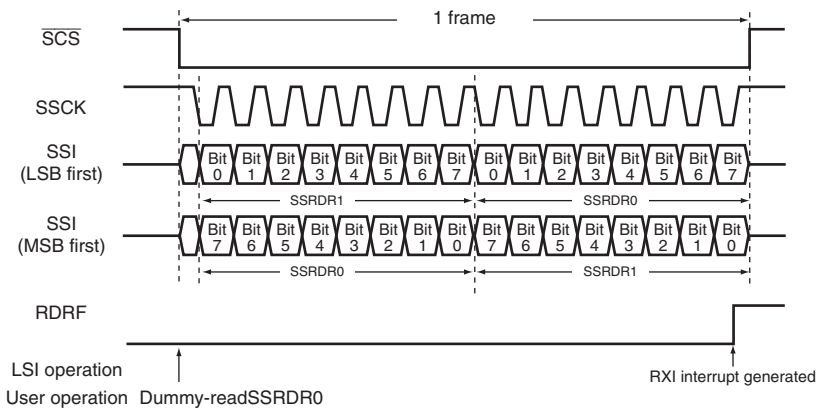 1 frame
SCS
SSCK
SSI
(LSB first)
Bit 0 Bit 1 Bit 2 Bit 3 Bit 4 Bit 5 Bit 6 Bit 7 Bit 0 Bit 1 Bit 2 Bit 3 Bit 4 Bit 5 Bit 6 Bit 7
SSRDR1 SSRDR0
SSI
(MSB first)
Bit 7 Bit 6 Bit 5 Bit 4 Bit 3 Bit 2 Bit 1 Bit 0 Bit 7 Bit 6 Bit 5 Bit 4 Bit 3 Bit 2 Bit 1 Bit 0
SSRDR0 SSRDR1
RDRF
LSI operation
RXI interrupt generated
User operation Dummy-readSSRDR0